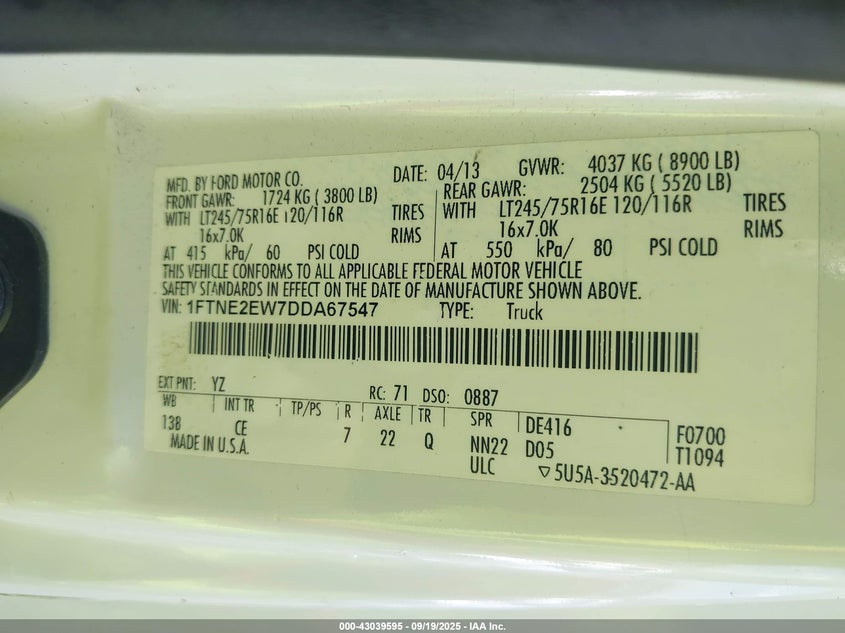 MFD. BY FORD MOTOR CO. DATE: 04/13 GVWR: 4037 KG ( 8900 LB)
FRONT GAWR: 1724 KG ( 3800 LB) REAR GAWR: 2504 KG ( 5520 LB)
WITH LT245/75R16E 120/116R TIRES WITH LT245/75R16E 120/116R TIRES
16x7.0K RIMS 16x7.0K RIMS
AT 415 kPa/ 60 PSI COLD AT 550 kPa/ 80 PSI COLD
THIS VEHICLE CONFORMS TO ALL APPLICABLE FEDERAL MOTOR VEHICLE
SAFETY STANDARDS IN EFFECT ON THE DATE OF MANUFACTURE SHOWN ABOVE.
VIN: 1FTNE2EW7DDA67547 TYPE: Truck
EXT PNT: YZ RC: 71 DSO: 0887
WB INT TR TP/PS R AXLE TR SPR DE416 F0700
138 CE 7 22 Q NN22 D05 T1094
MADE IN U.S.A. ULC ▽5U5A-3520472-AA
000-43039595 - 09/19/2025 - IAA Inc.